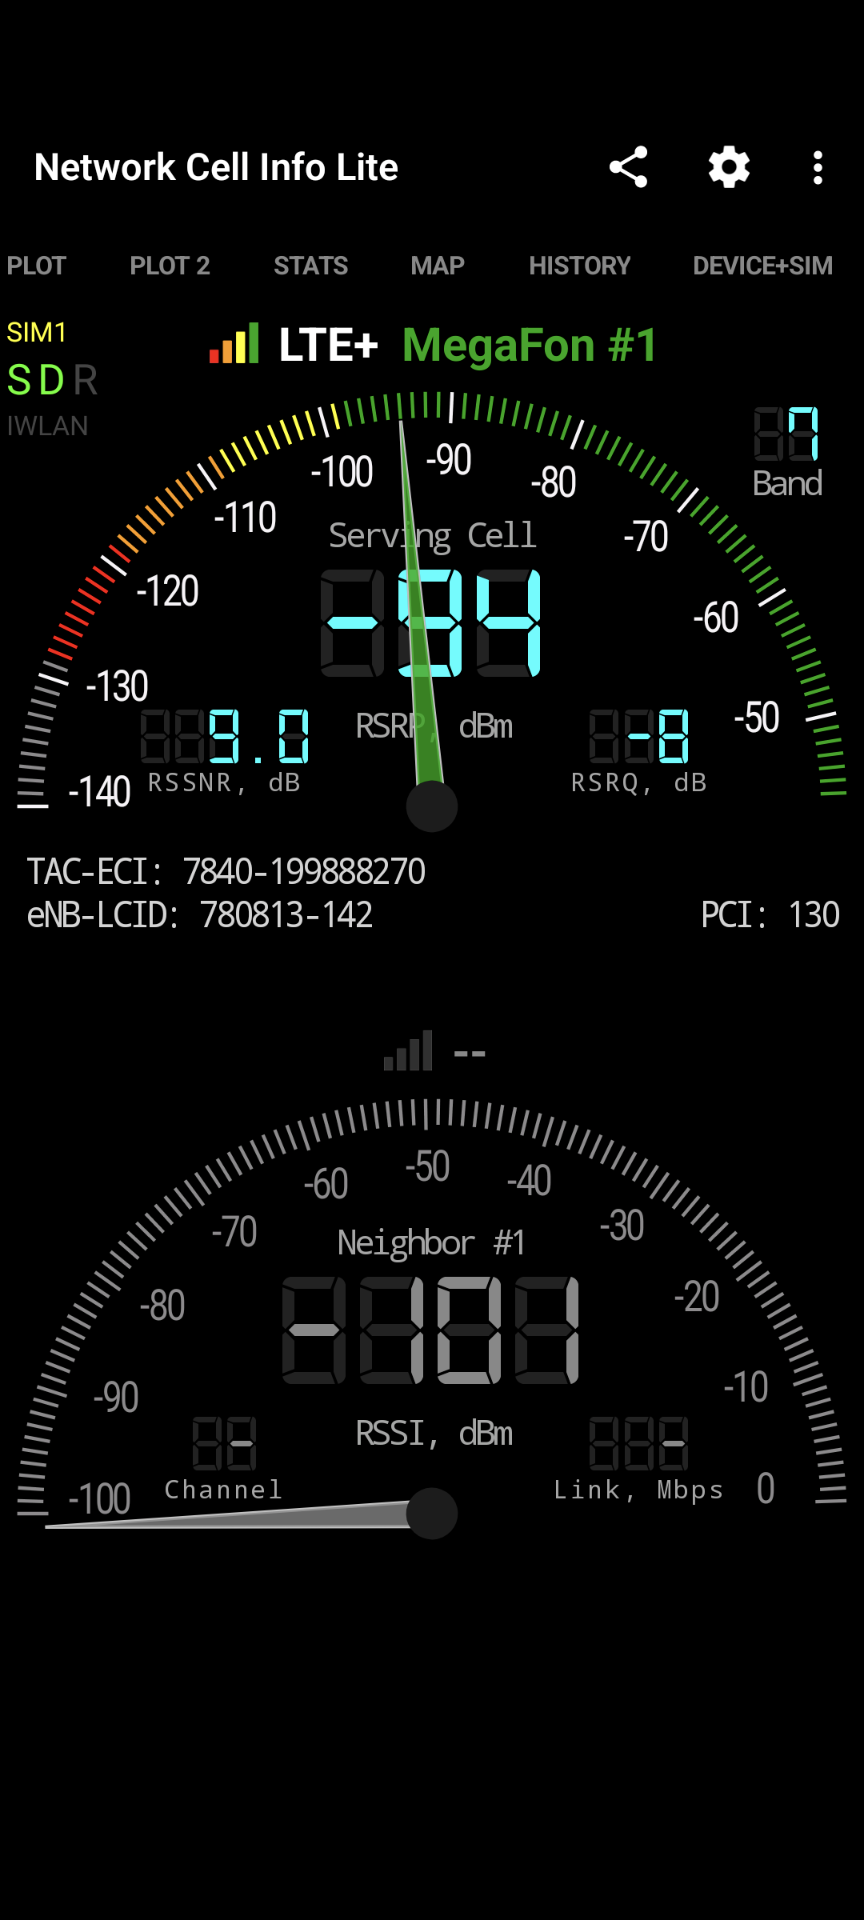 Network Cell Info Lite
PLOT PLOT 2 STATS MAP HISTORY DEVICE+SIM
SIM1
LTE+ MegaFon #1
S D R
IWLAN
7
Band
-140 -130 -120 -110 -100 -90 -80 -70 -60 -50
Serving Cell
-94
RSRP, dBm
9.0
RSSNR, dB
-8
RSRQ, dB
TAC-ECI: 7840-199888270
eNB-LCID: 780813-142 PCI: 130
--
-100 -90 -80 -70 -60 -50 -40 -30 -20 -10 0
Neighbor #1
-101
RSSI, dBm
-
Channel
-
Link, Mbps